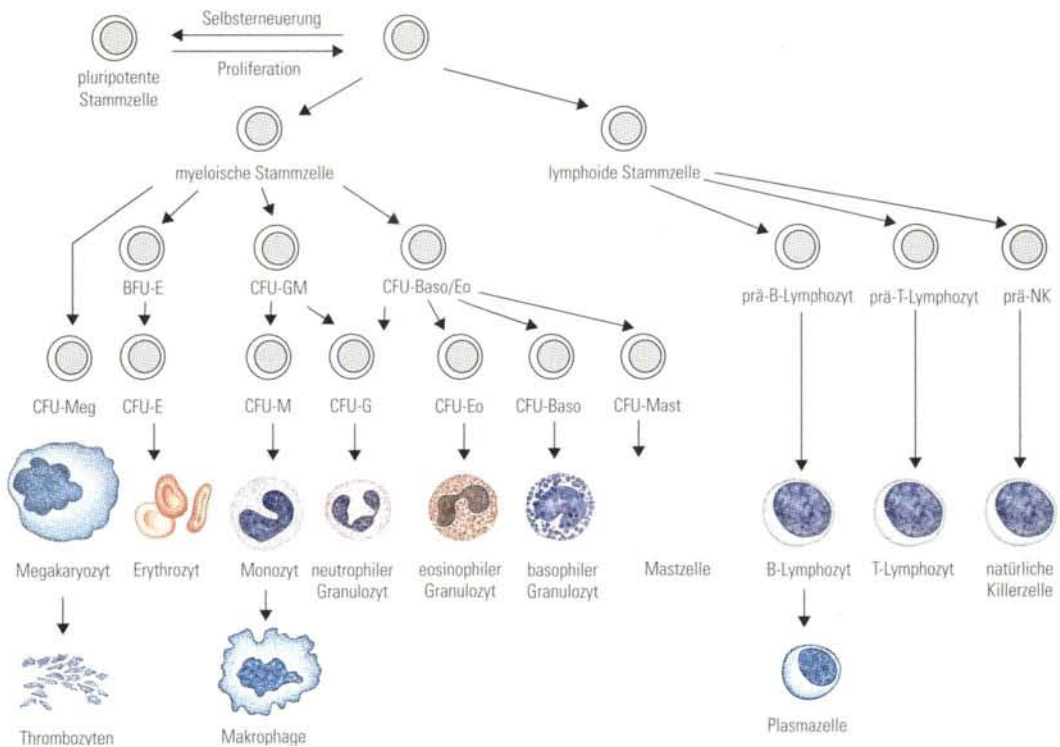 Selbsterneuerung
Proliferation
pluripotente
Stammzelle
myeloische Stammzelle
lymphoide Stammzelle
BFU-E
CFU-GM
CFU-Baso/Eo
prä-B-Lymphozyt
prä-T-Lymphozyt
prä-NK
CFU-Meg
CFU-E
CFU-M
CFU-G
CFU-Eo
CFU-Baso
CFU-Mast
Megakaryozyt
Erythrozyt
Monozyt
neutrophiler
Granulozyt
eosinophiler
Granulozyt
basophiler
Granulozyt
Mastzelle
B-Lymphozyt
T-Lymphozyt
natürliche
Killerzelle
Thrombozyten
Makrophage
Plasmazelle